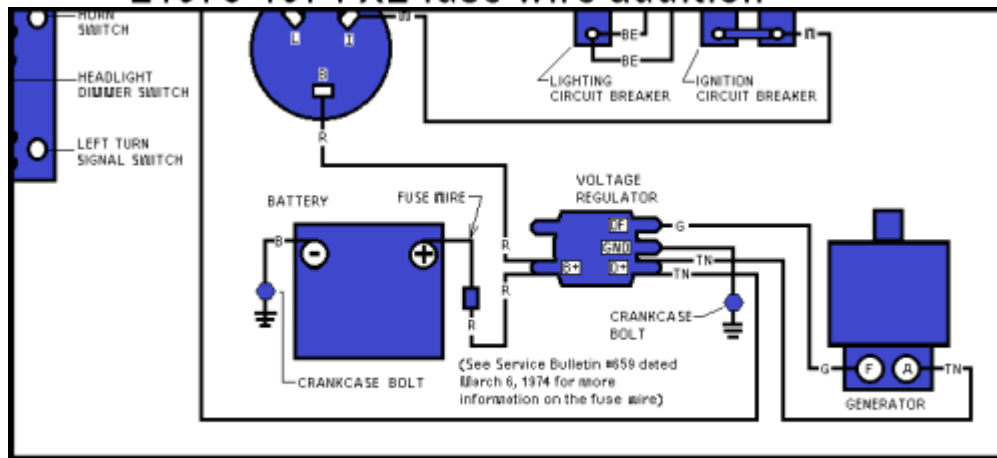 HORN
SWITCH
HEADLIGHT
DIMMER SWITCH
LEFT TURN
SIGNAL SWITCH
L
I
B
R
BE
BE
LIGHTING
CIRCUIT BREAKER
IGNITION
CIRCUIT BREAKER
BATTERY
FUSE WIRE
VOLTAGE
REGULATOR
B
-
+
R
R
R
DF
GND
B+
D+
G
TN
TN
CRANKCASE
BOLT
CRANKCASE BOLT
(See Service Bulletin #659 dated
March 6, 1974 for more
information on the fuse wire)
G
F
A
TN
GENERATOR